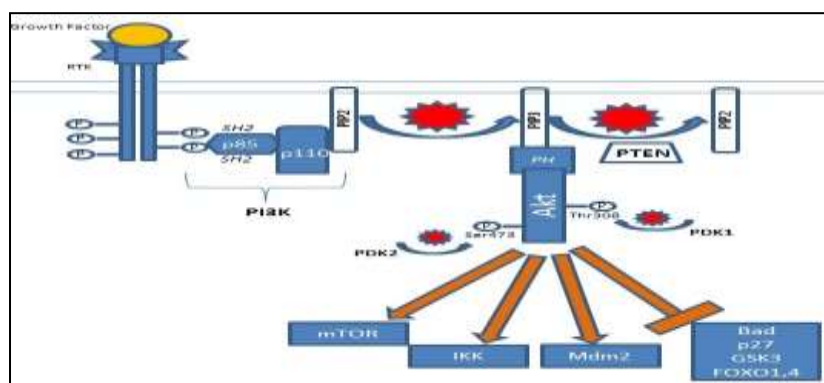 Growth Factor
RTK
P
P
P
P
P
SH2
p85
SH2
p110
PI3K
PIP2
PIP3
PIP2
PTEN
PH
Akt
P
Thr308
PDK1
P
Ser473
PDK2
mTOR
IKK
Mdm2
Bad
p27
GSK3
FOXO1,4